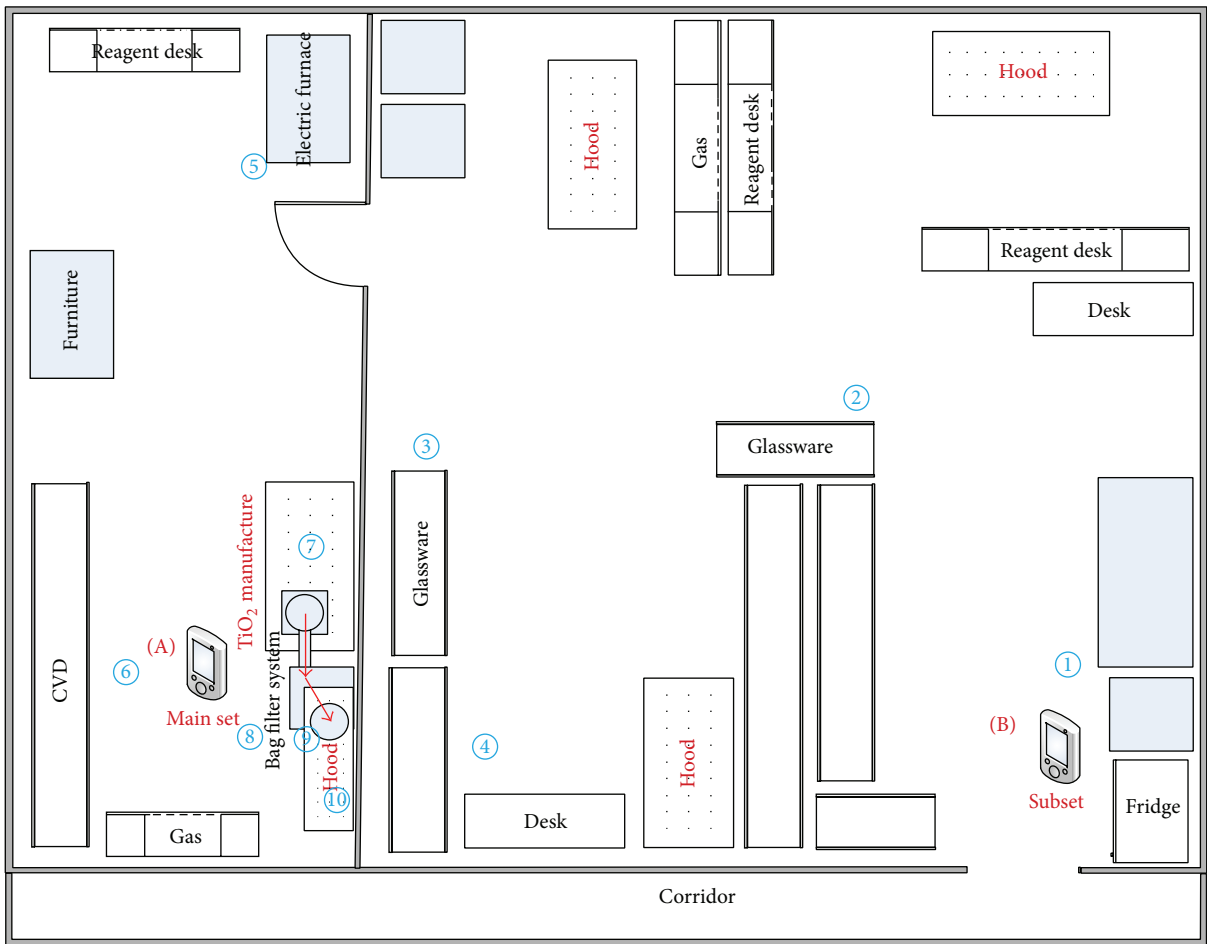 Reagent desk
Electric furnace
Hood
Gas
Reagent desk
Hood
⑤
Reagent desk
Furniture
Desk
②
③
Glassware
TiO₂ manufacture
⑦
Glassware
CVD
⑥
(A)
Main set
Bag filter system
⑧
⑨
Hood
⑩
④
Hood
①
(B)
Subset
Gas
Desk
Fridge
Corridor